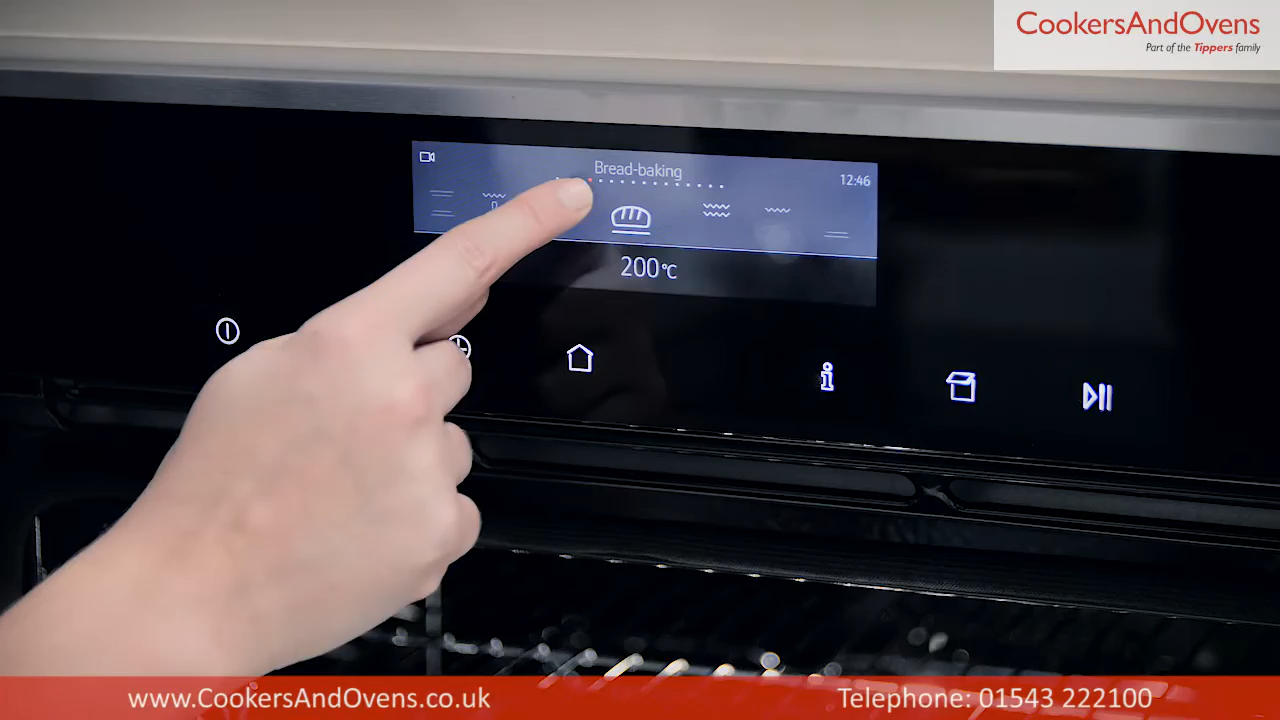 CookersAndOvens
Part of the Tippers family
Bread-baking
12:46
200°C
www.CookersAndOvens.co.uk
Telephone: 01543 222100